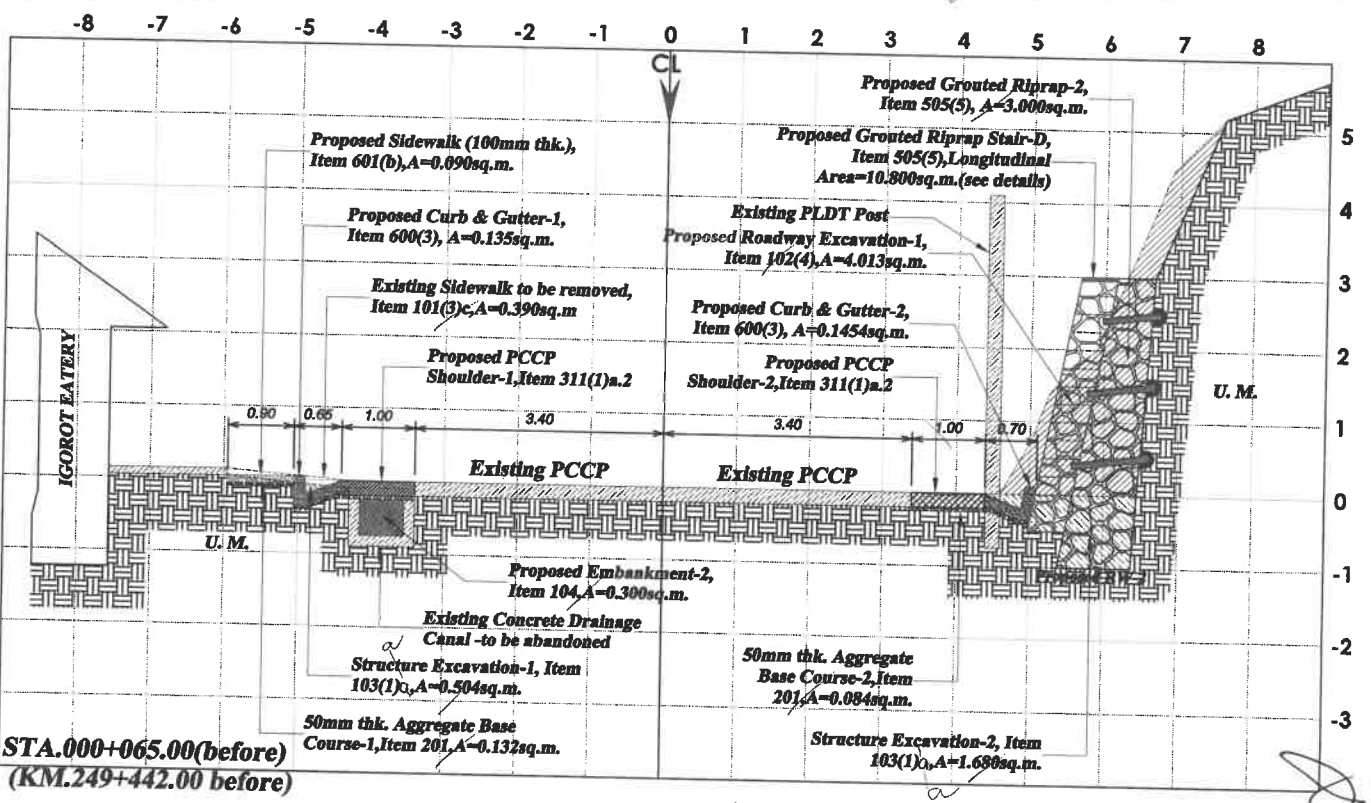 -8 -7 -6 -5 -4 -3 -2 -1 0 1 2 3 4 5 6 7 8
CL
Proposed Grouted Riprap-2,
Item 505(5), A=3.000sq.m.
Proposed Sidewalk (100mm thk.),
Item 601(b),A=0.090sq.m.
Proposed Grouted Riprap Stair-D,
Item 505(5),Longitudinal
Area=10.800sq.m.(see details)
Proposed Curb & Gutter-1,
Item 600(3), A=0.135sq.m.
Existing PLDT Post
Proposed Roadway Excavation-1,
Item 102(4),A=4.013sq.m.
Existing Sidewalk to be removed,
Item 101(3)c,A=0.390sq.m
Proposed Curb & Gutter-2,
Item 600(3), A=0.1454sq.m.
Proposed PCCP
Shoulder-1,Item 311(1)a.2
Proposed PCCP
Shoulder-2,Item 311(1)a.2
5
4
3
2
1
0
-1
-2
-3
U. M.
IGOROT EATERY
0.90 0.65 1.00 3.40 3.40 1.00 0.70
Existing PCCP Existing PCCP
U. M.
Proposed Embankment-2,
Item 104,A=0.300sq.m.
Existing Concrete Drainage
Canal -to be abandoned
a
Structure Excavation-1, Item
103(1)a,A=0.504sq.m.
50mm thk. Aggregate Base
Course-1,Item 201,A=0.132sq.m.
50mm thk. Aggregate
Base Course-2,Item
201,A=0.084sq.m.
Structure Excavation-2, Item
103(1)a,A=1.680sq.m.
a
STA.000+065.00(before)
(KM.249+442.00 before)